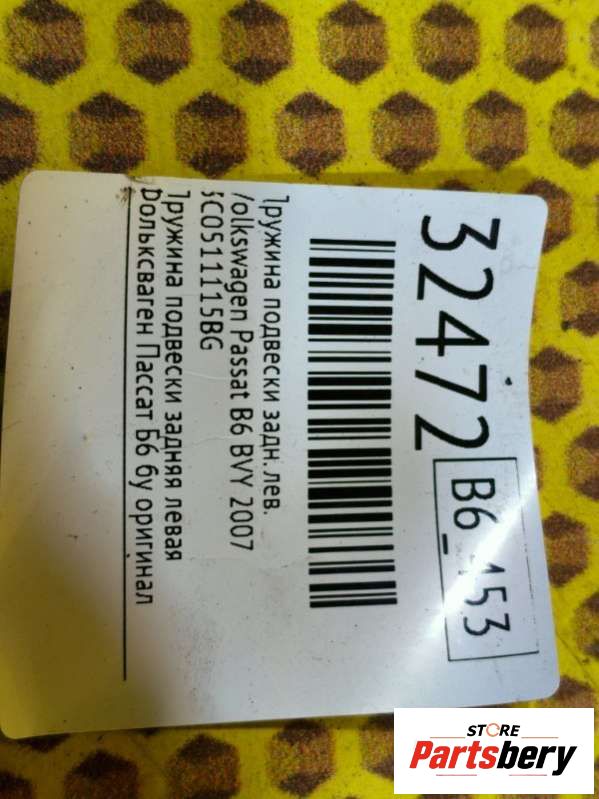 32472
Пружина подвески задн.лев.
Volkswagen Passat B6 BVY 2007
3C0511115BG
Пружина подвески задняя левая
Фольксваген Пассат Б6 бу оригинал
STORE
Partsbery